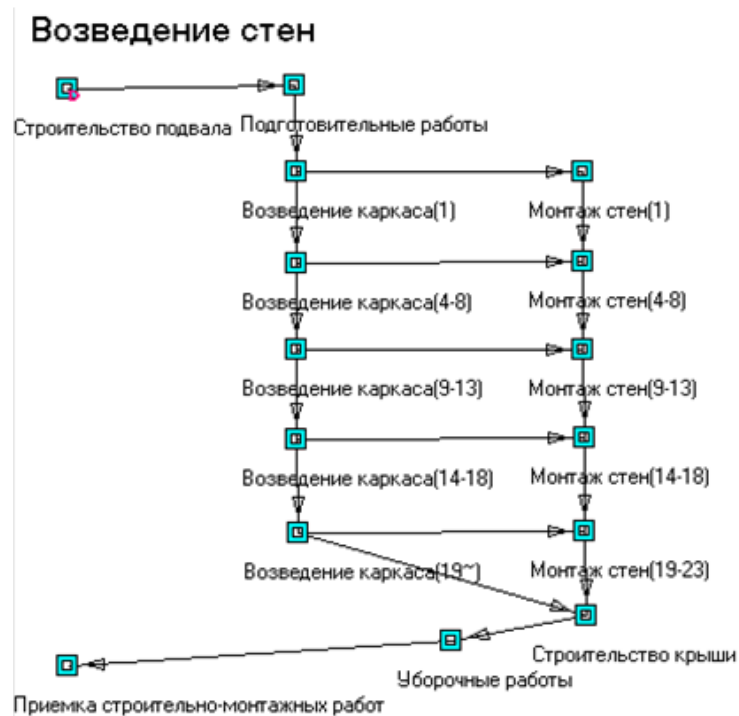 Возведение стен
Строительство подвала
Подготовительные работы
Возведение каркаса(1)
Монтаж стен(1)
Возведение каркаса(4-8)
Монтаж стен(4-8)
Возведение каркаса(9-13)
Монтаж стен(9-13)
Возведение каркаса(14-18)
Монтаж стен(14-18)
Возведение каркаса(19~)
Монтаж стен(19-23)
Строительство крыши
Уборочные работы
Приемка строительно-монтажных работ